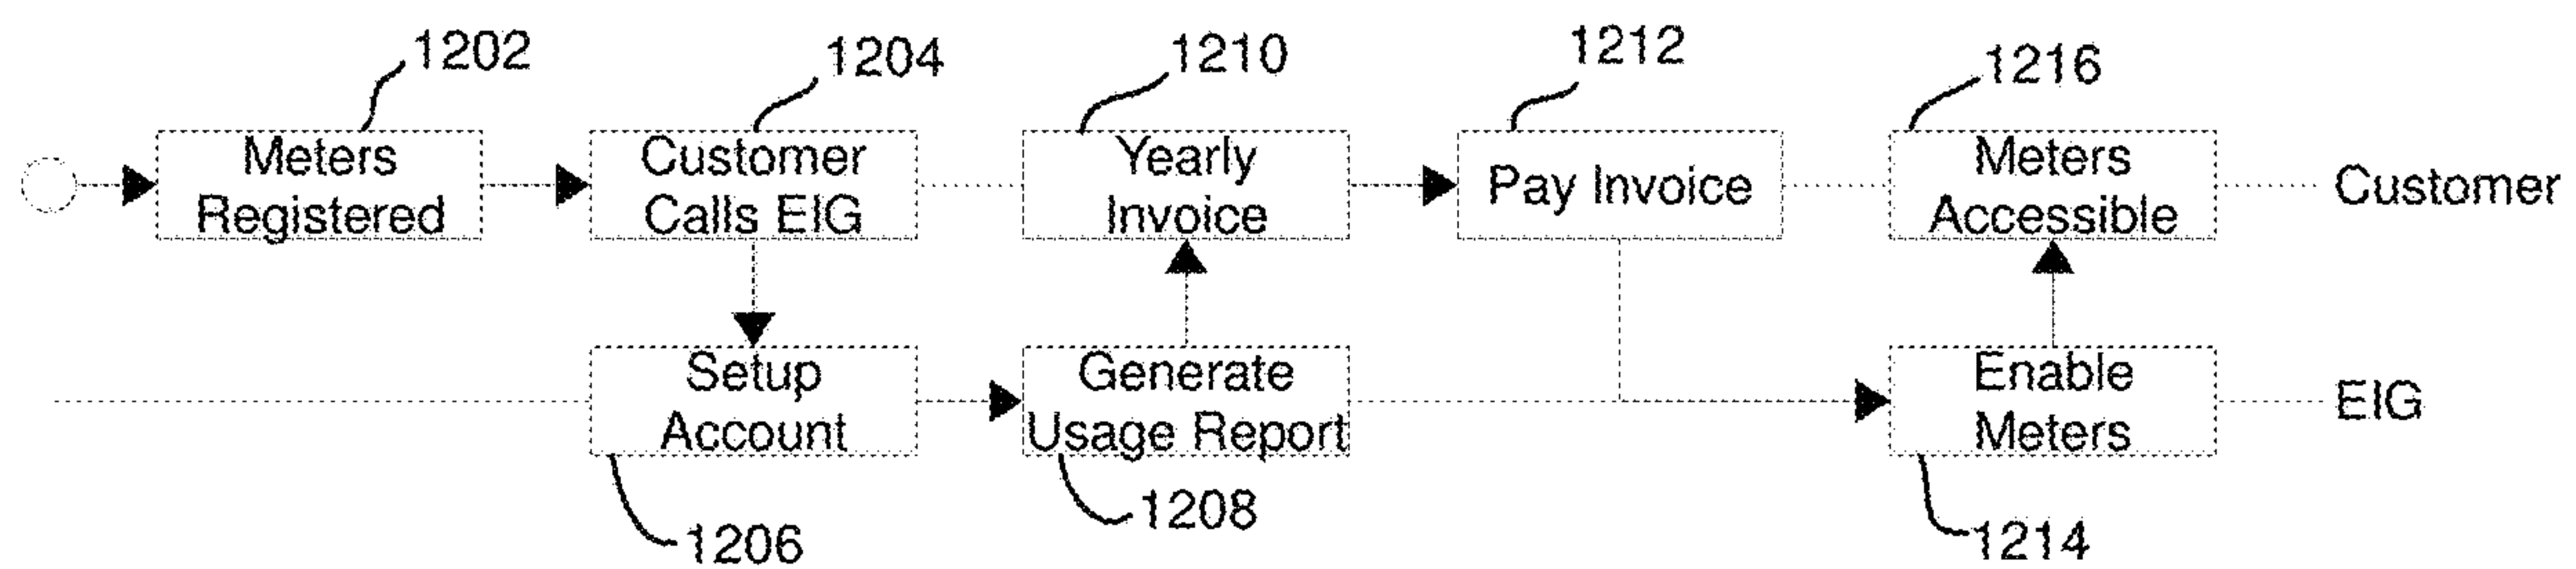 1202
1204
1210
1212
1216
Meters
Registered
Customer
Calls EIG
Yearly
Invoice
Pay Invoice
Meters
Accessible
Customer
Setup
Account
Generate
Usage Report
Enable
Meters
EIG
1206
1208
1214